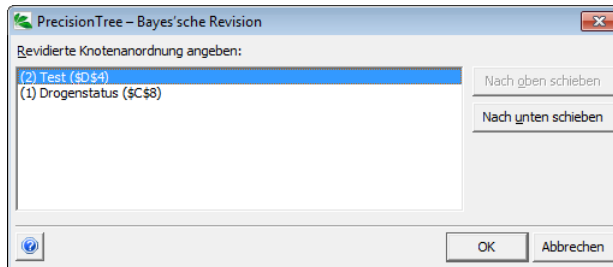 PrecisionTree – Bayes'sche Revision
Revidierte Knotenanordnung angeben:
(2) Test ($D$4)
(1) Drogenstatus ($C$8)
Nach oben schieben
Nach unten schieben
OK
Abbrechen